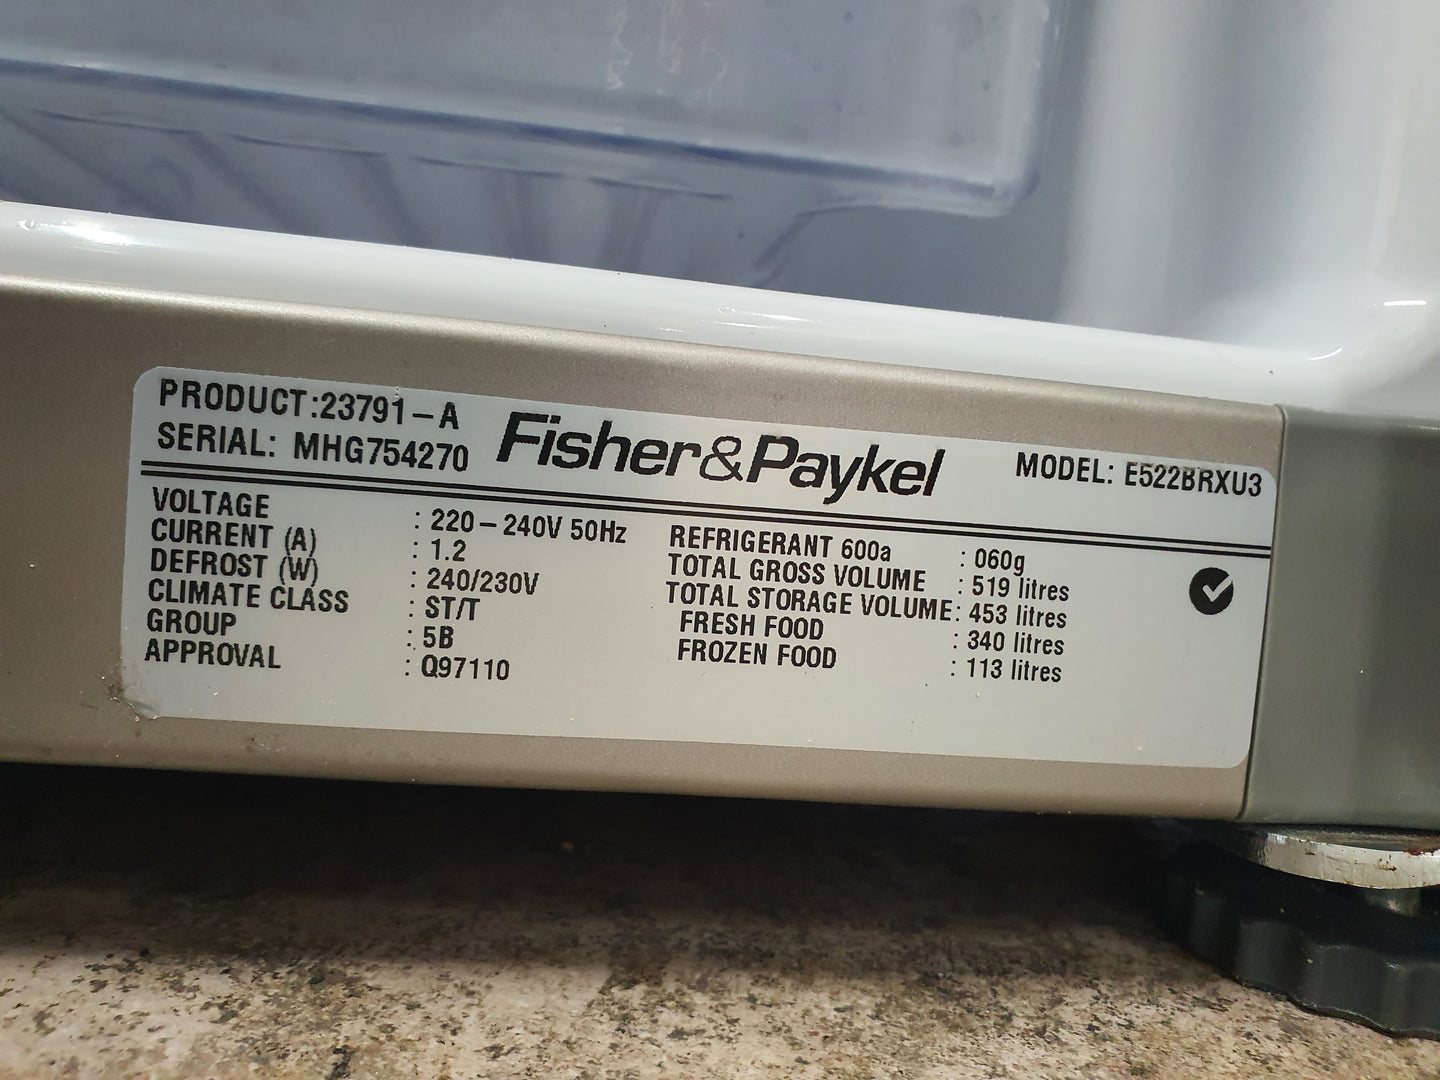 PRODUCT:23791-A
SERIAL: MHG754270
Fisher&Paykel
MODEL: E522BRXU3
VOLTAGE : 220-240V 50Hz
CURRENT (A) : 1.2
DEFROST (W) : 240/230V
CLIMATE CLASS : ST/T
GROUP : 5B
APPROVAL : Q97110
REFRIGERANT 600a : 060g
TOTAL GROSS VOLUME : 519 litres
TOTAL STORAGE VOLUME: 453 litres
FRESH FOOD : 340 litres
FROZEN FOOD : 113 litres